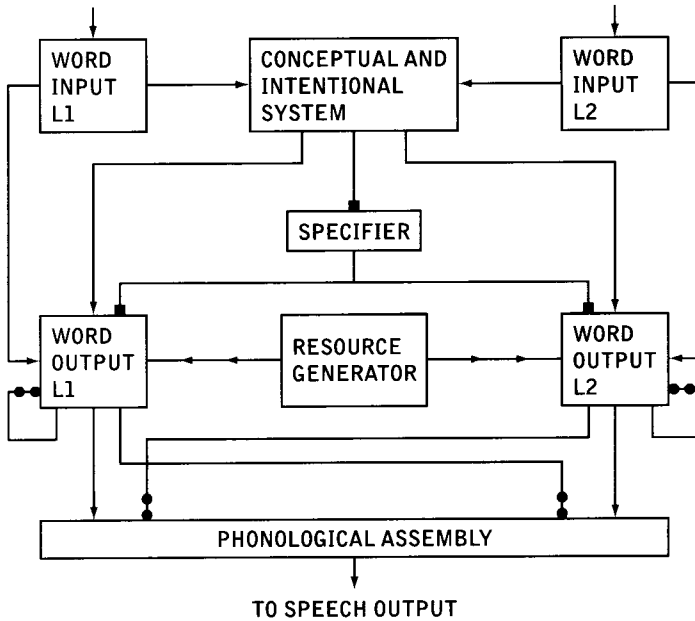 WORD
INPUT
L1
CONCEPTUAL AND
INTENTIONAL
SYSTEM
WORD
INPUT
L2
SPECIFIER
WORD
OUTPUT
L1
RESOURCE
GENERATOR
WORD
OUTPUT
L2
PHONOLOGICAL ASSEMBLY
TO SPEECH OUTPUT